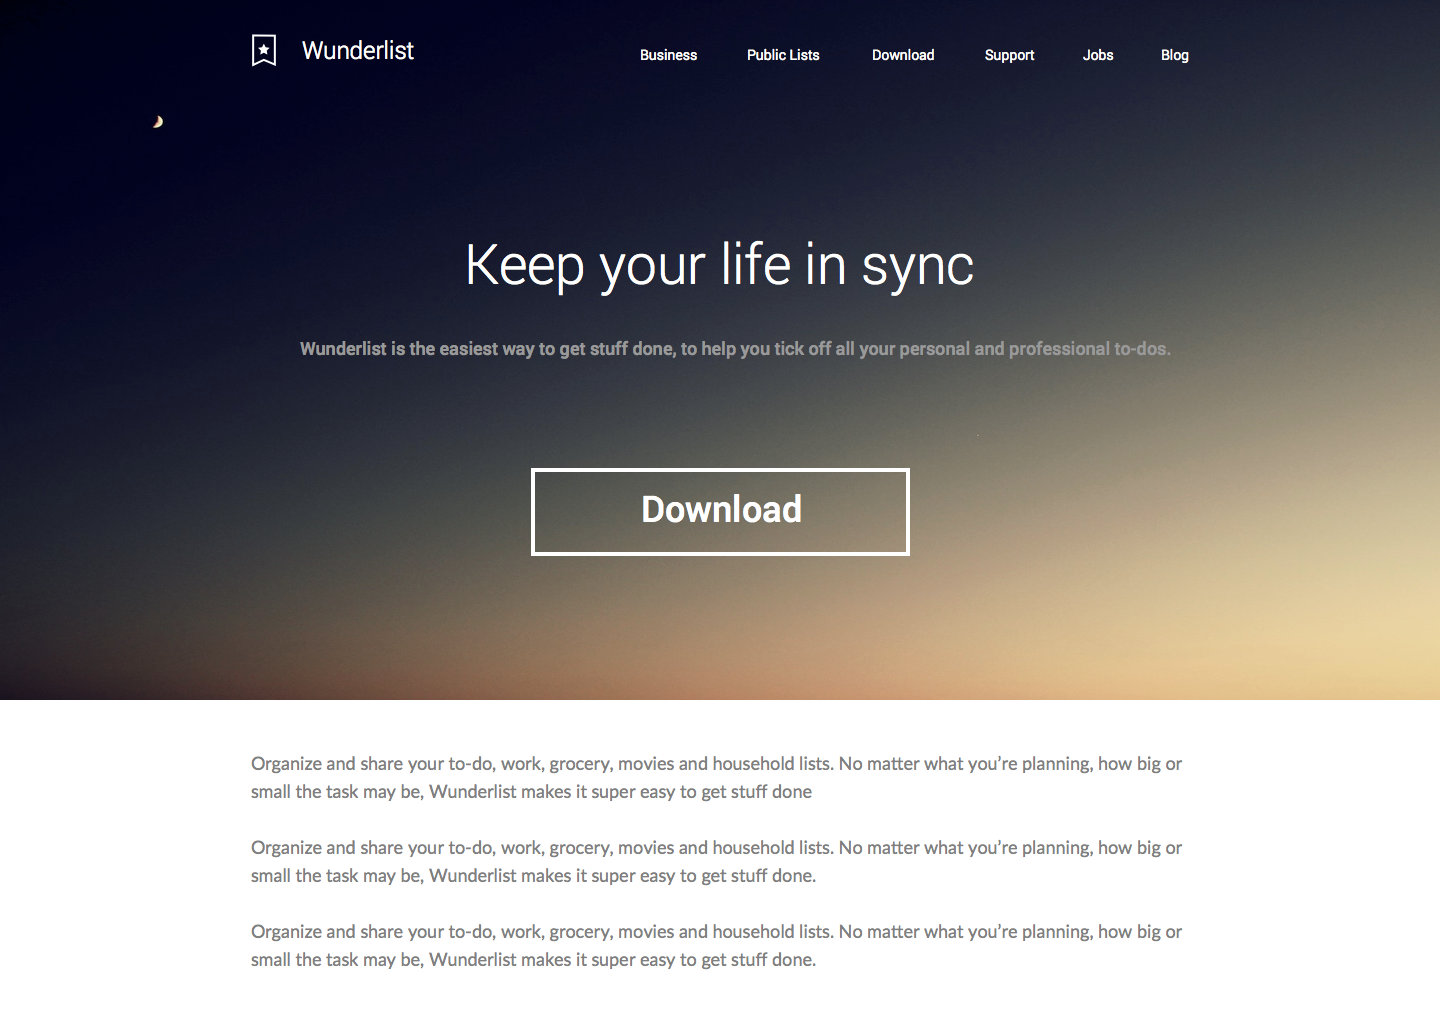 Wunderlist
Business Public Lists Download Support Jobs Blog
Keep your life in sync
Wunderlist is the easiest way to get stuff done, to help you tick off all your personal and professional to-dos.
Download
Organize and share your to-do, work, grocery, movies and household lists. No matter what you’re planning, how big or
small the task may be, Wunderlist makes it super easy to get stuff done
Organize and share your to-do, work, grocery, movies and household lists. No matter what you’re planning, how big or
small the task may be, Wunderlist makes it super easy to get stuff done.
Organize and share your to-do, work, grocery, movies and household lists. No matter what you’re planning, how big or
small the task may be, Wunderlist makes it super easy to get stuff done.